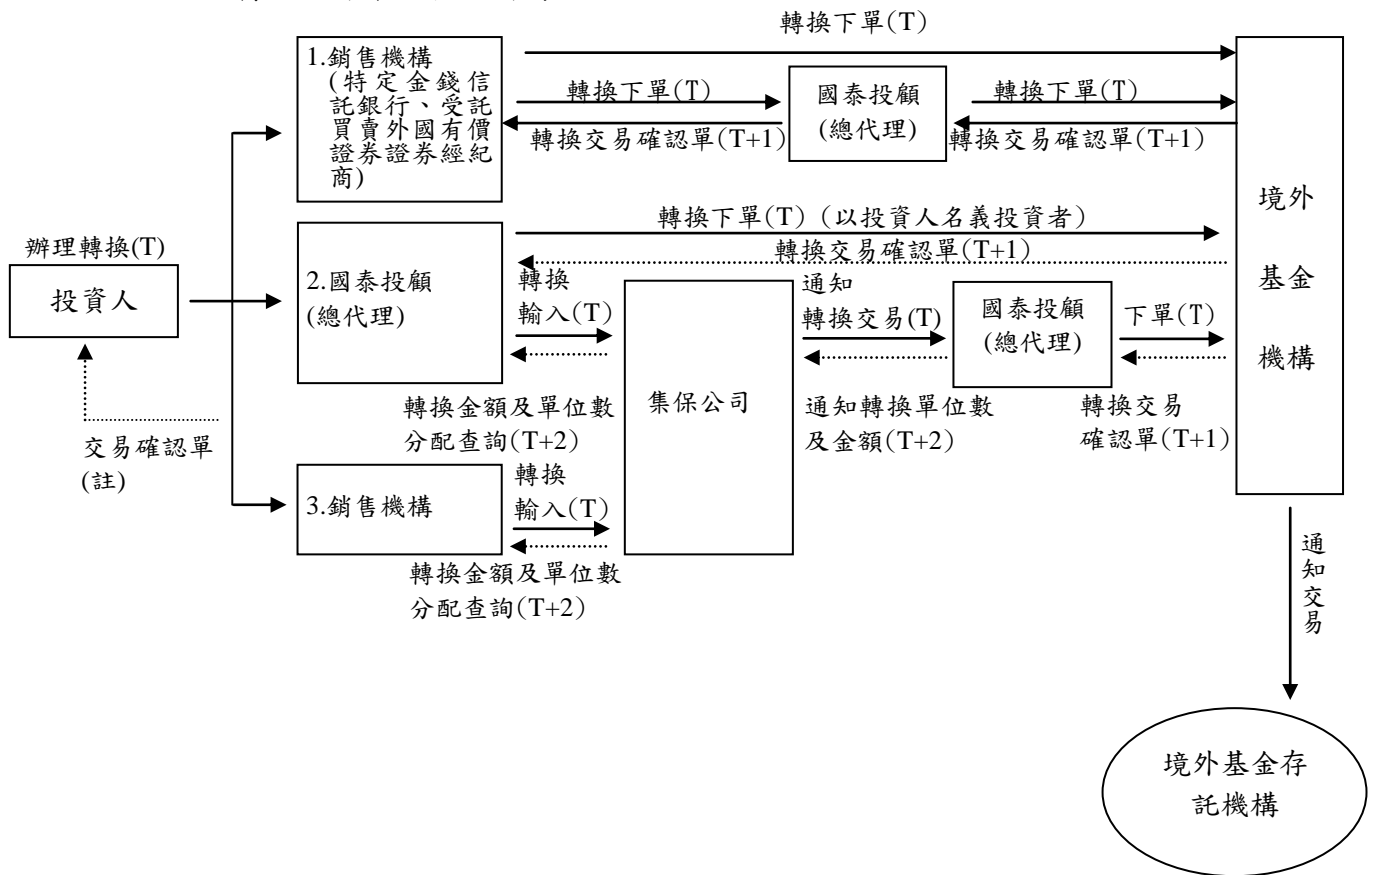 轉換下單(T)
1.銷售機構
(特定金錢信
託銀行、受託
買賣外國有價
證券證券經紀
商)
轉換下單(T)
國泰投顧
(總代理)
轉換下單(T)
轉換交易確認單(T+1)
轉換交易確認單(T+1)
境外
基金
機構
辦理轉換(T)
投資人
交易確認單
(註)
轉換下單(T)(以投資人名義投資者)
轉換交易確認單(T+1)
2.國泰投顧
(總代理)
轉換
輸入(T)
轉換金額及單位數
分配查詢(T+2)
集保公司
通知
轉換交易(T)
國泰投顧
(總代理)
下單(T)
通知轉換單位數
及金額(T+2)
轉換交易
確認單(T+1)
3.銷售機構
轉換
輸入(T)
轉換金額及單位數
分配查詢(T+2)
通知交易
境外基金存
託機構